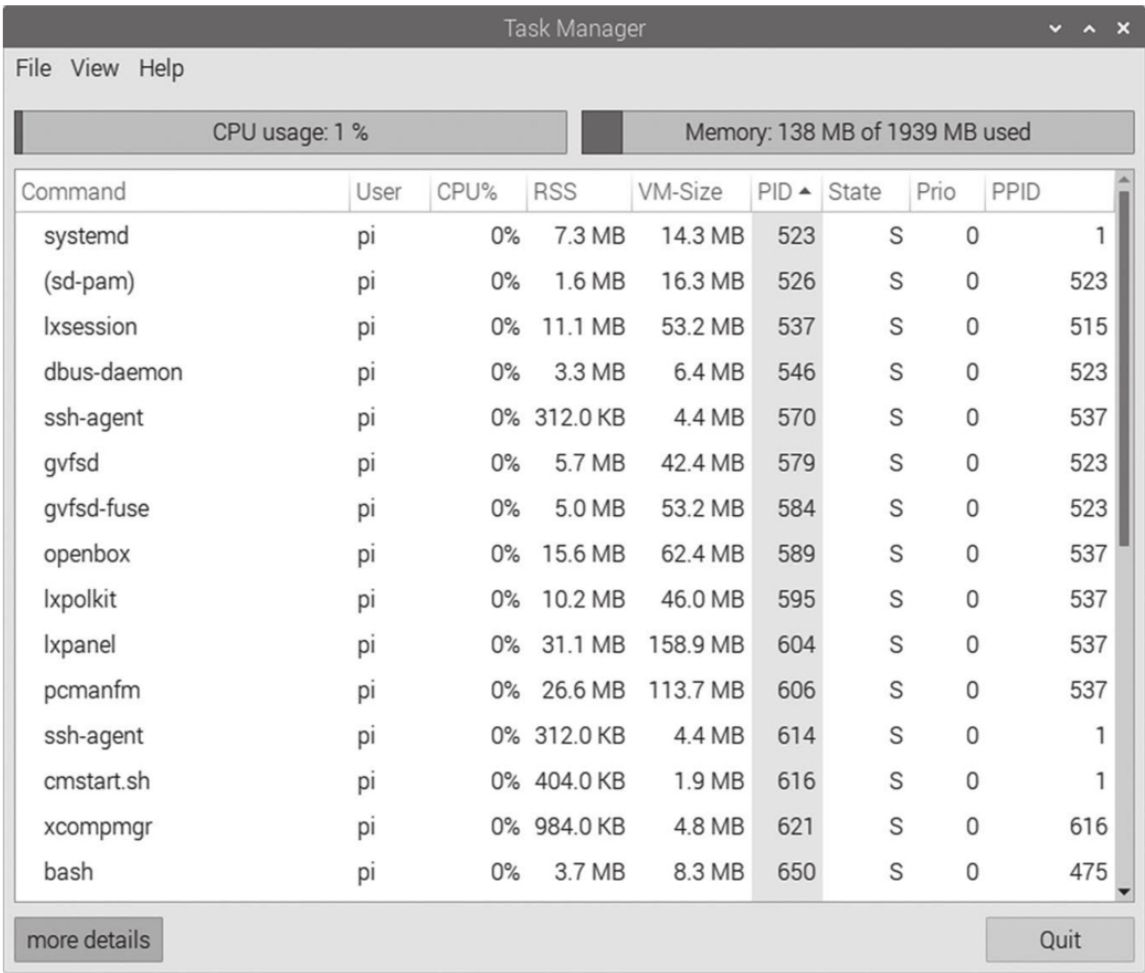 Task Manager
File View Help
CPU usage: 1 % Memory: 138 MB of 1939 MB used
Command User CPU% RSS VM-Size PID State Prio PPID
systemd pi 0% 7.3 MB 14.3 MB 523 S 0 1
(sd-pam) pi 0% 1.6 MB 16.3 MB 526 S 0 523
lxsession pi 0% 11.1 MB 53.2 MB 537 S 0 515
dbus-daemon pi 0% 3.3 MB 6.4 MB 546 S 0 523
ssh-agent pi 0% 312.0 KB 4.4 MB 570 S 0 537
gvfsd pi 0% 5.7 MB 42.4 MB 579 S 0 523
gvfsd-fuse pi 0% 5.0 MB 53.2 MB 584 S 0 523
openbox pi 0% 15.6 MB 62.4 MB 589 S 0 537
lxpolkit pi 0% 10.2 MB 46.0 MB 595 S 0 537
lxpanel pi 0% 31.1 MB 158.9 MB 604 S 0 537
pcmanfm pi 0% 26.6 MB 113.7 MB 606 S 0 537
ssh-agent pi 0% 312.0 KB 4.4 MB 614 S 0 1
cmstart.sh pi 0% 404.0 KB 1.9 MB 616 S 0 1
xcompmgr pi 0% 984.0 KB 4.8 MB 621 S 0 616
bash pi 0% 3.7 MB 8.3 MB 650 S 0 475
more details Quit